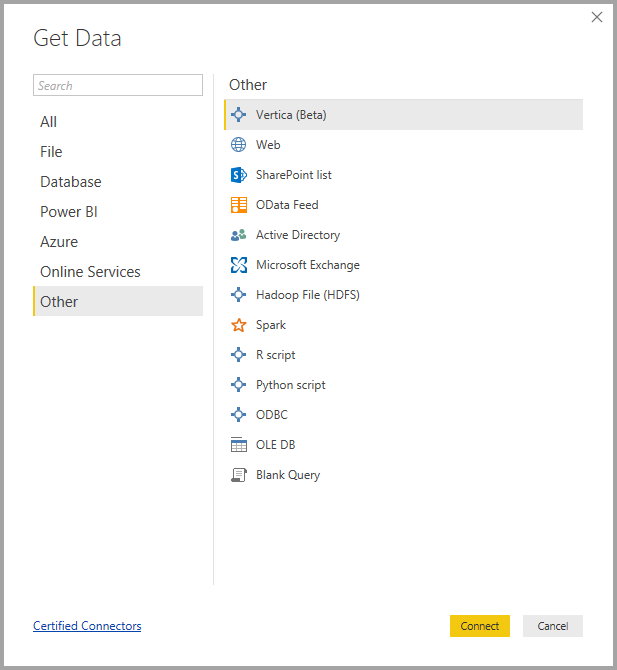 Get Data
Search
All
File
Database
Power BI
Azure
Online Services
Other
Other
Vertica (Beta)
Web
SharePoint list
OData Feed
Active Directory
Microsoft Exchange
Hadoop File (HDFS)
Spark
R script
Python script
ODBC
OLE DB
Blank Query
Certified Connectors
Connect
Cancel